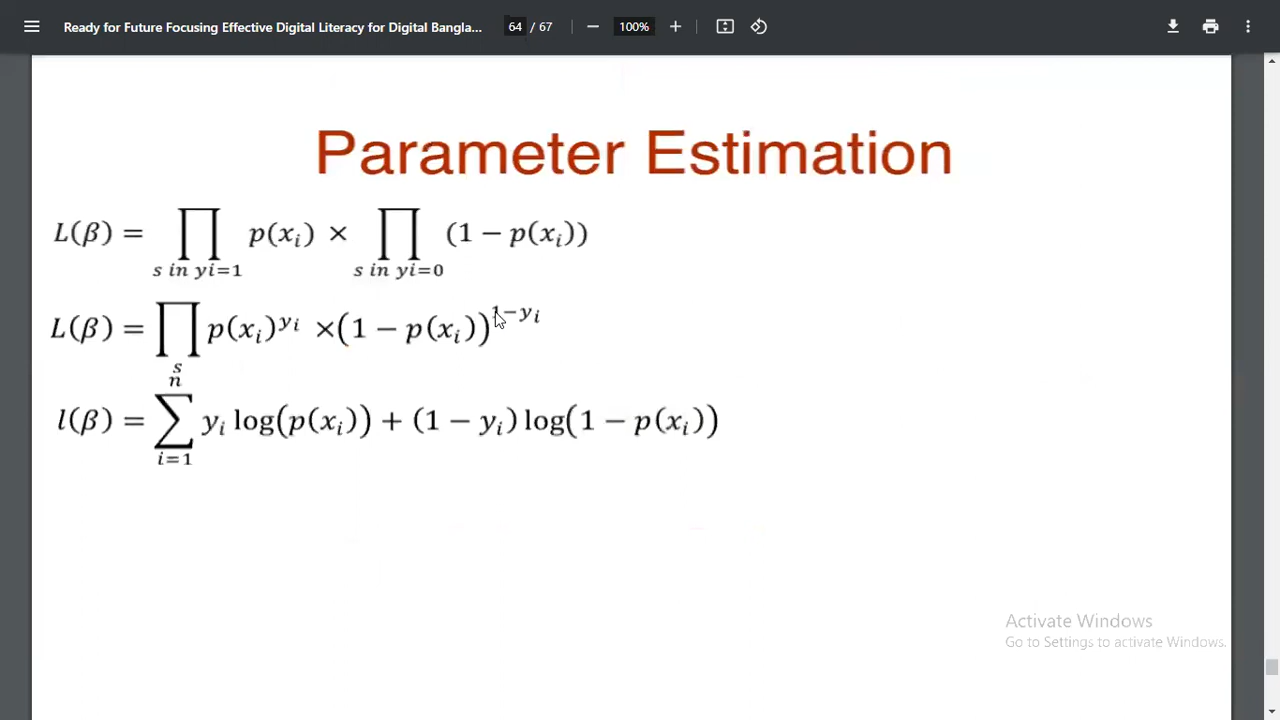 Ready for Future Focusing Effective Digital Literacy for Digital Bangla... 64 / 67 100%
Parameter Estimation
L(β) = ∏ s in yi=1 p(xᵢ) × ∏ s in yi=0 (1 − p(xᵢ))
L(β) = ∏ s p(xᵢ)^yᵢ ×(1 − p(xᵢ))^1−yᵢ
l(β) = ∑ i=1 n yᵢ log(p(xᵢ)) + (1 − yᵢ) log(1 − p(xᵢ))
Activate Windows
Go to Settings to activate Windows.